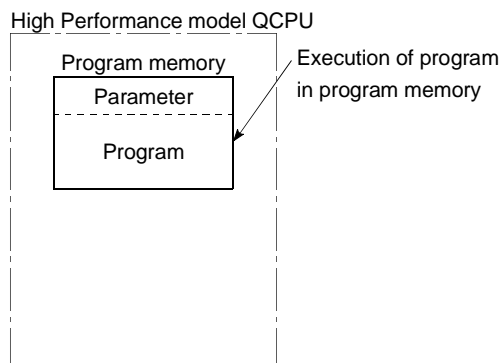 High Performance model QCPU
Program memory
Parameter
Program
Execution of program
in program memory